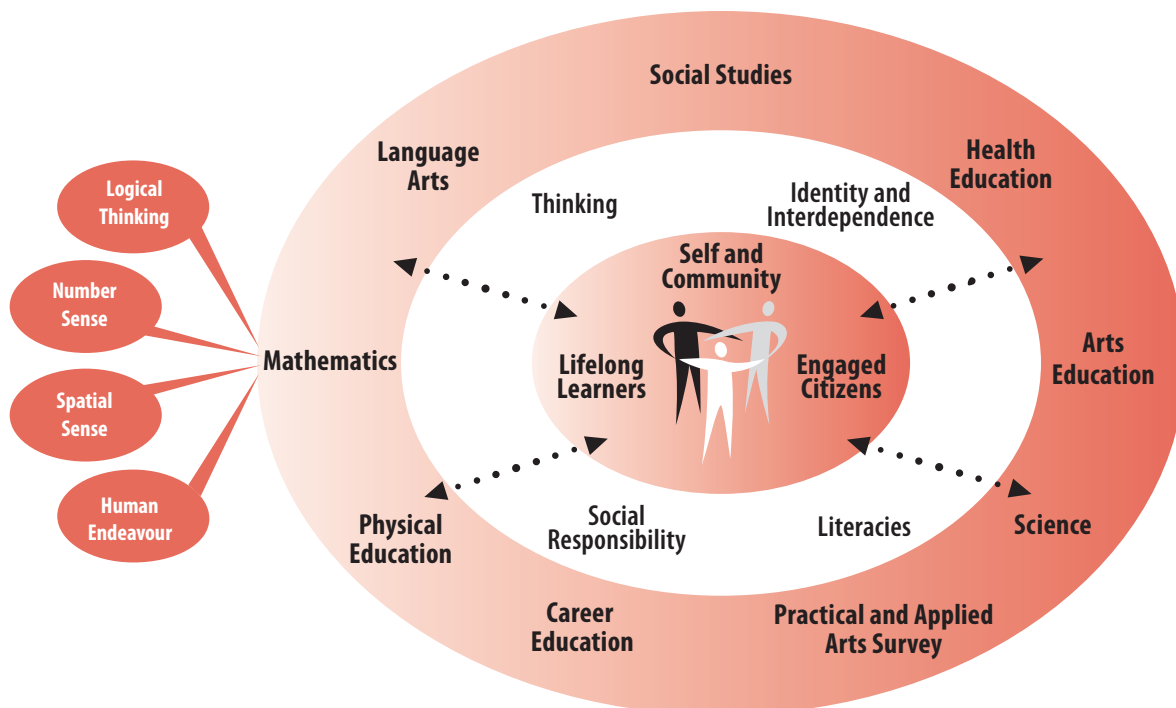 Social Studies
Language
Arts
Health
Education
Logical
Thinking
Thinking
Identity and
Interdependence
Self and
Community
Number
Sense
Mathematics
Lifelong
Learners
Engaged
Citizens
Arts
Education
Spatial
Sense
Human
Endeavour
Physical
Education
Social
Responsibility
Literacies
Science
Career
Education
Practical and Applied
Arts Survey